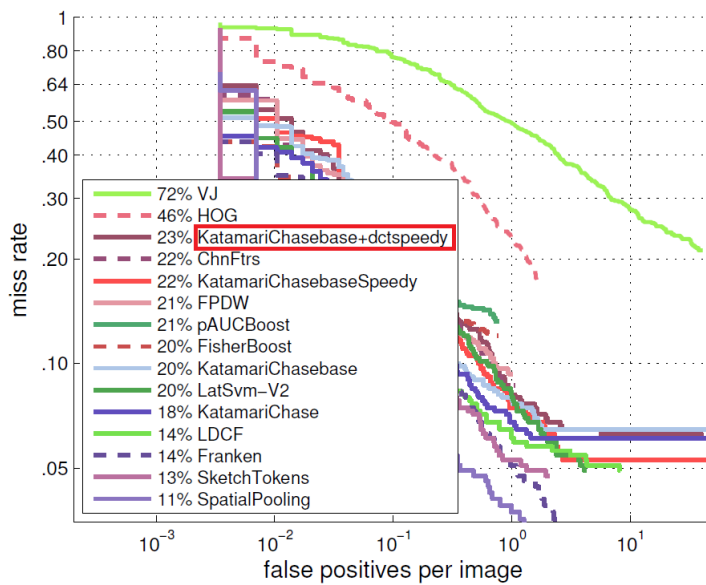 1
.80
.64
.50
.40
.30
.20
.10
.05
miss rate
72% VJ
46% HOG
23% KatamariChasebase+dctspeedy
22% ChnFtrs
22% KatamariChasebaseSpeedy
21% FPDW
21% pAUCBoost
20% FisherBoost
20% KatamariChasebase
20% LatSvm-V2
18% KatamariChase
14% LDCF
14% Franken
13% SketchTokens
11% SpatialPooling
10⁻³ 10⁻² 10⁻¹ 10⁰ 10¹
false positives per image